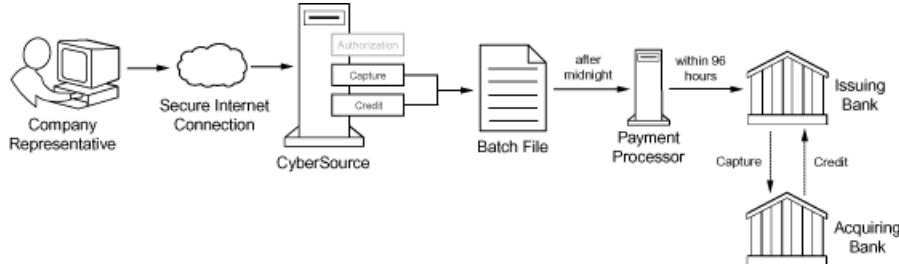 Company
Representative
Secure Internet
Connection
Authorization
Capture
Credit
CyberSource
Batch File
after
midnight
Payment
Processor
within 96
hours
Issuing
Bank
Capture
Credit
Acquiring
Bank